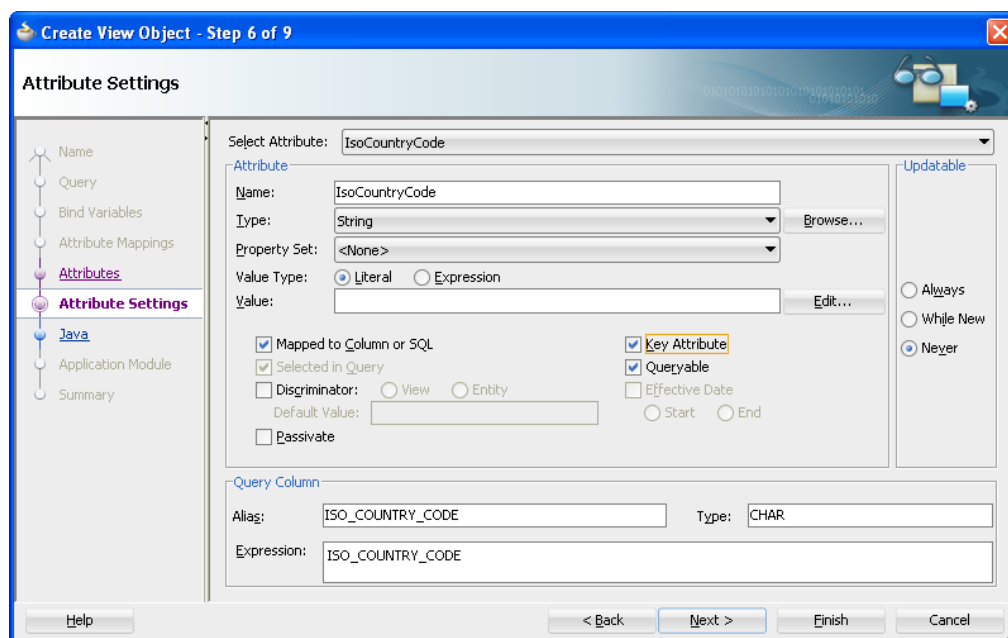 Create View Object - Step 6 of 9
Attribute Settings
Name
Query
Bind Variables
Attribute Mappings
Attributes
Attribute Settings
Java
Application Module
Summary
Select Attribute: IsoCountryCode
Attribute
Name: IsoCountryCode
Type: String Browse...
Property Set: <None>
Value Type: Literal Expression
Value: Edit...
Mapped to Column or SQL Key Attribute
Selected in Query Queryable
Discriminator: View Entity Effective Date
Default Value: Start End
Passivate
Updatable
Always
While New
Never
Query Column
Alias: ISO_COUNTRY_CODE Type: CHAR
Expression: ISO_COUNTRY_CODE
Help < Back Next > Finish Cancel